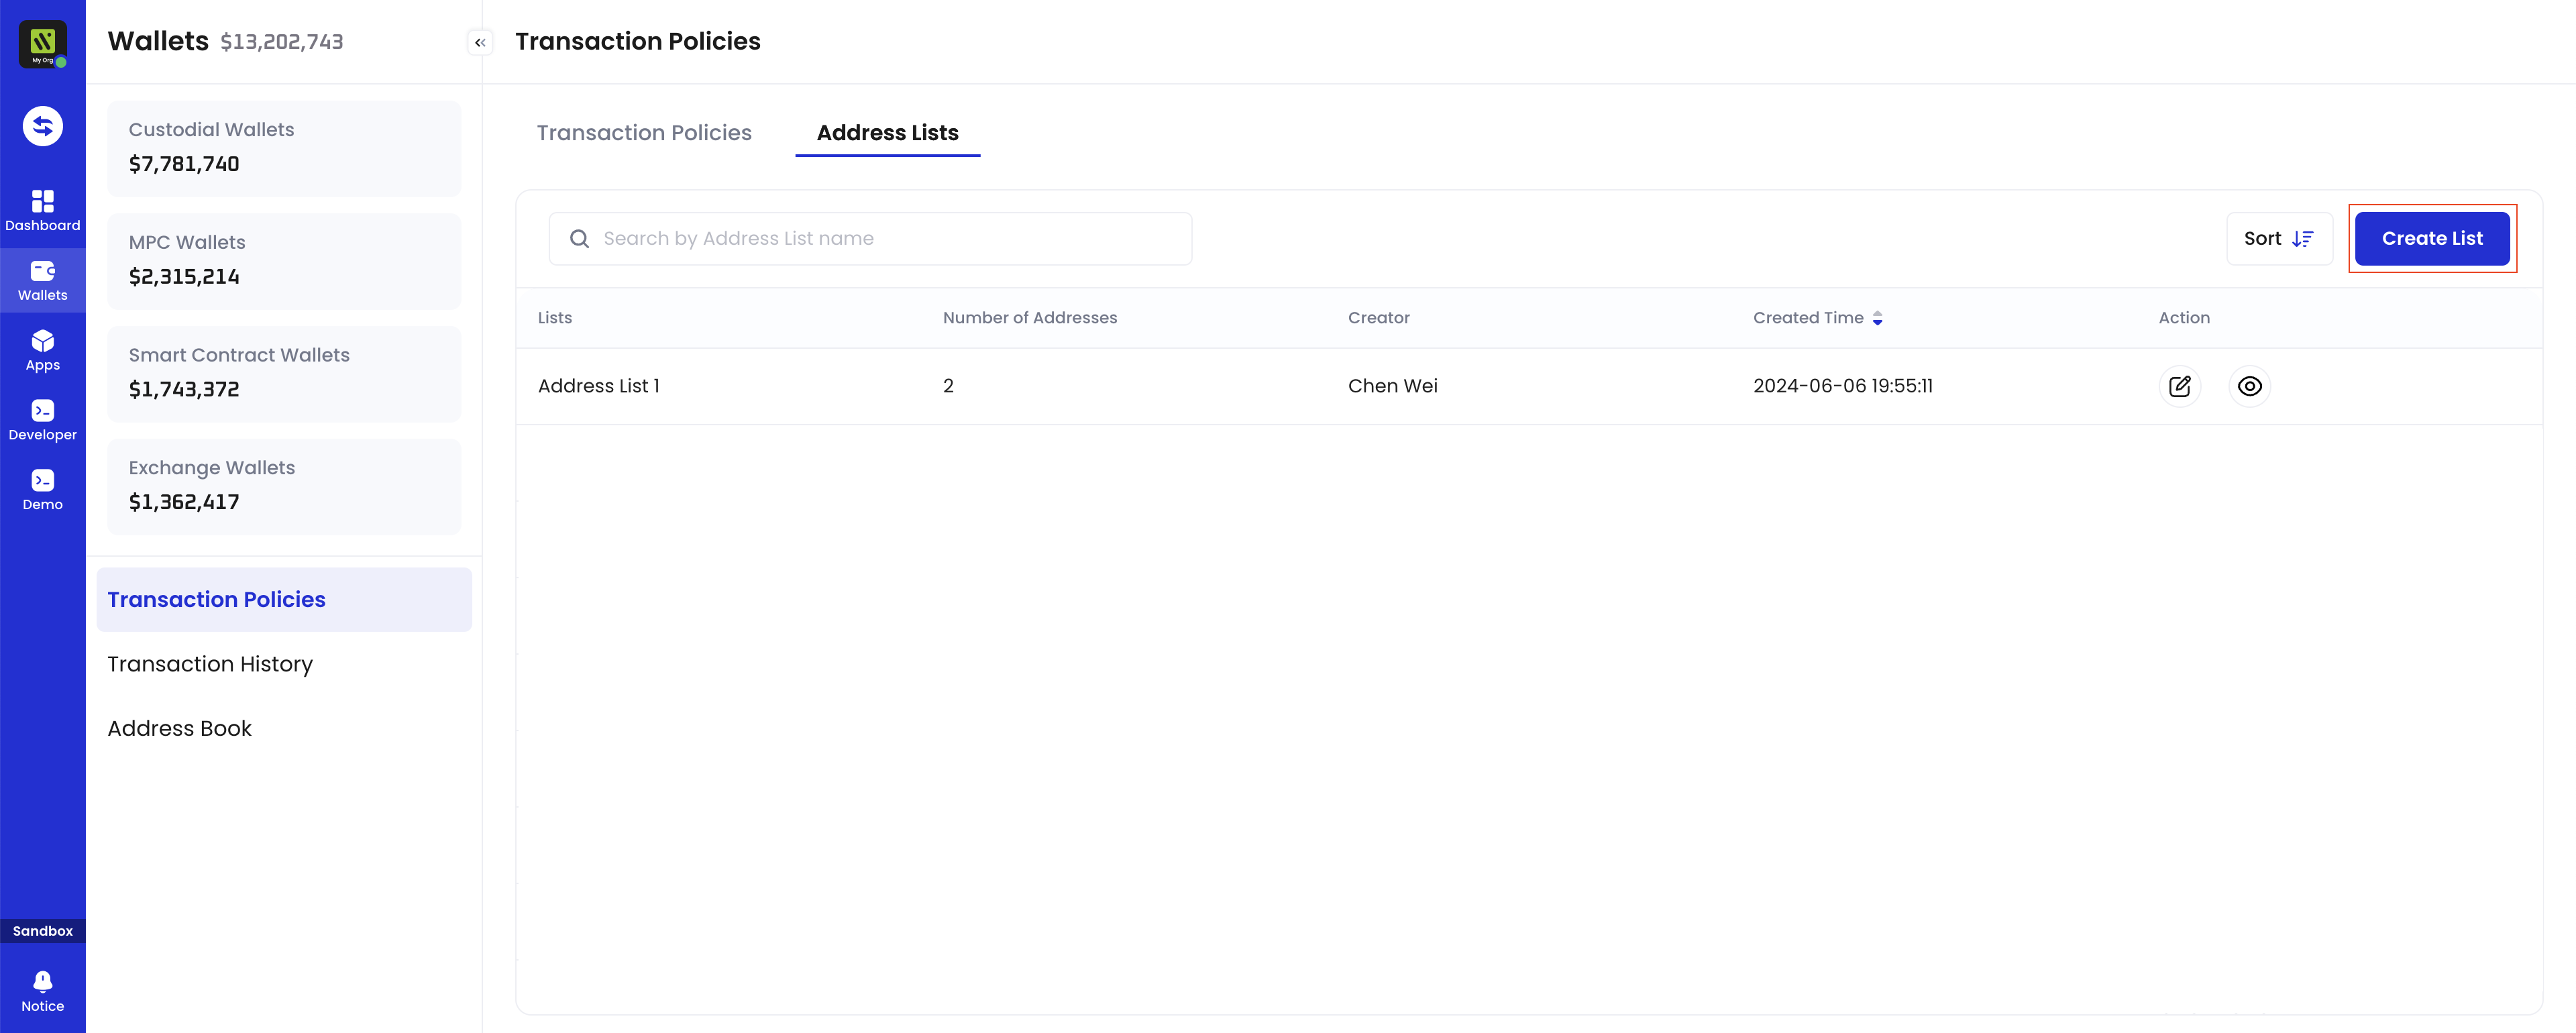 My Org
Dashboard
Wallets
Apps
Developer
Demo
Sandbox
Notice
Wallets $13,202,743
Custodial Wallets
$7,781,740
MPC Wallets
$2,315,214
Smart Contract Wallets
$1,743,372
Exchange Wallets
$1,362,417
Transaction Policies
Transaction History
Address Book
Transaction Policies
Transaction Policies Address Lists
Search by Address List name Sort Create List
Lists Number of Addresses Creator Created Time Action
Address List 1 2 Chen Wei 2024-06-06 19:55:11